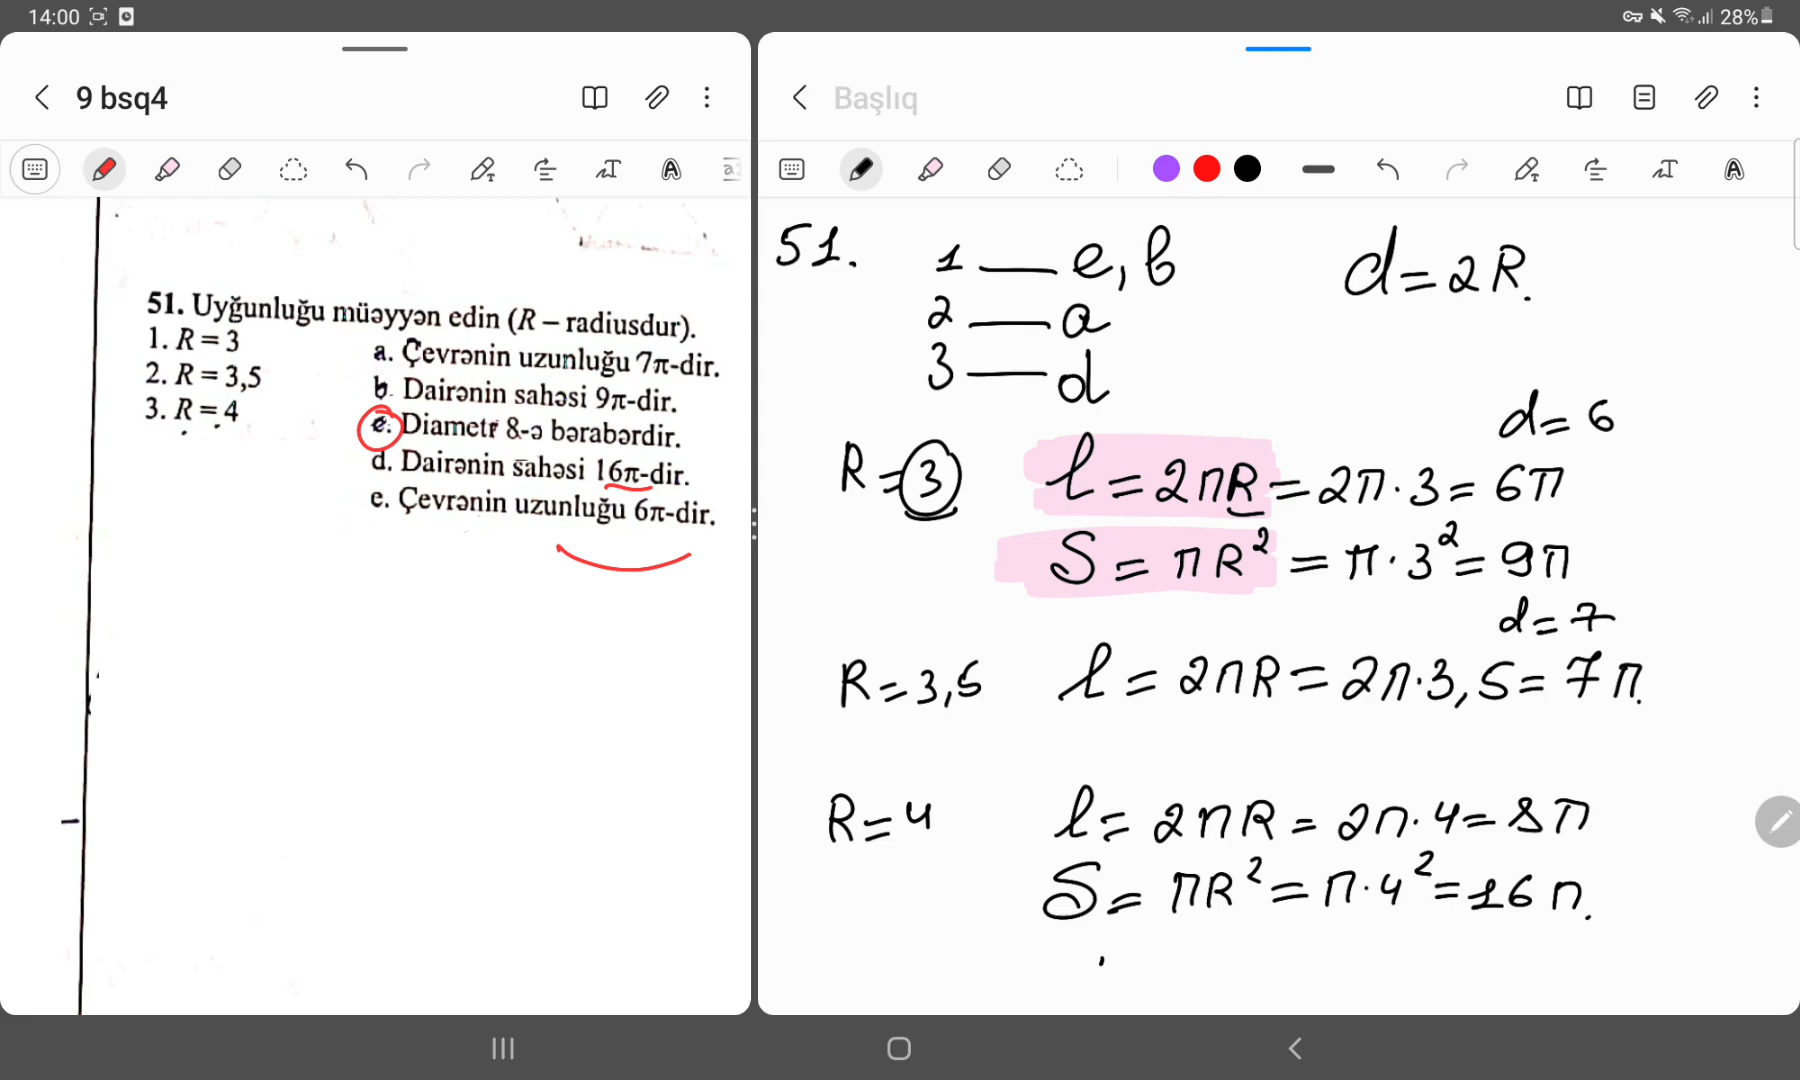 14:00
28%
9 bsq4
51. Uyğunluğu müəyyən edin (R – radiusdur).
1. R = 3
2. R = 3,5
3. R = 4
a. Çevrənin uzunluğu 7π-dir.
b. Dairənin sahəsi 9π-dir.
c. Diametr 8-ə bərabərdir.
d. Dairənin sahəsi 16π-dir.
e. Çevrənin uzunluğu 6π-dir.
Başlıq
51.
1 — e, b
2 — a
3 — d
d = 2R.
d = 6
R = 3 l = 2πR = 2π·3 = 6π
S = πR² = π·3² = 9π
d = 7
R = 3,5 l = 2πR = 2π·3,5 = 7π.
R = 4 l = 2πR = 2π·4 = 8π
S = πR² = π·4² = 16π.